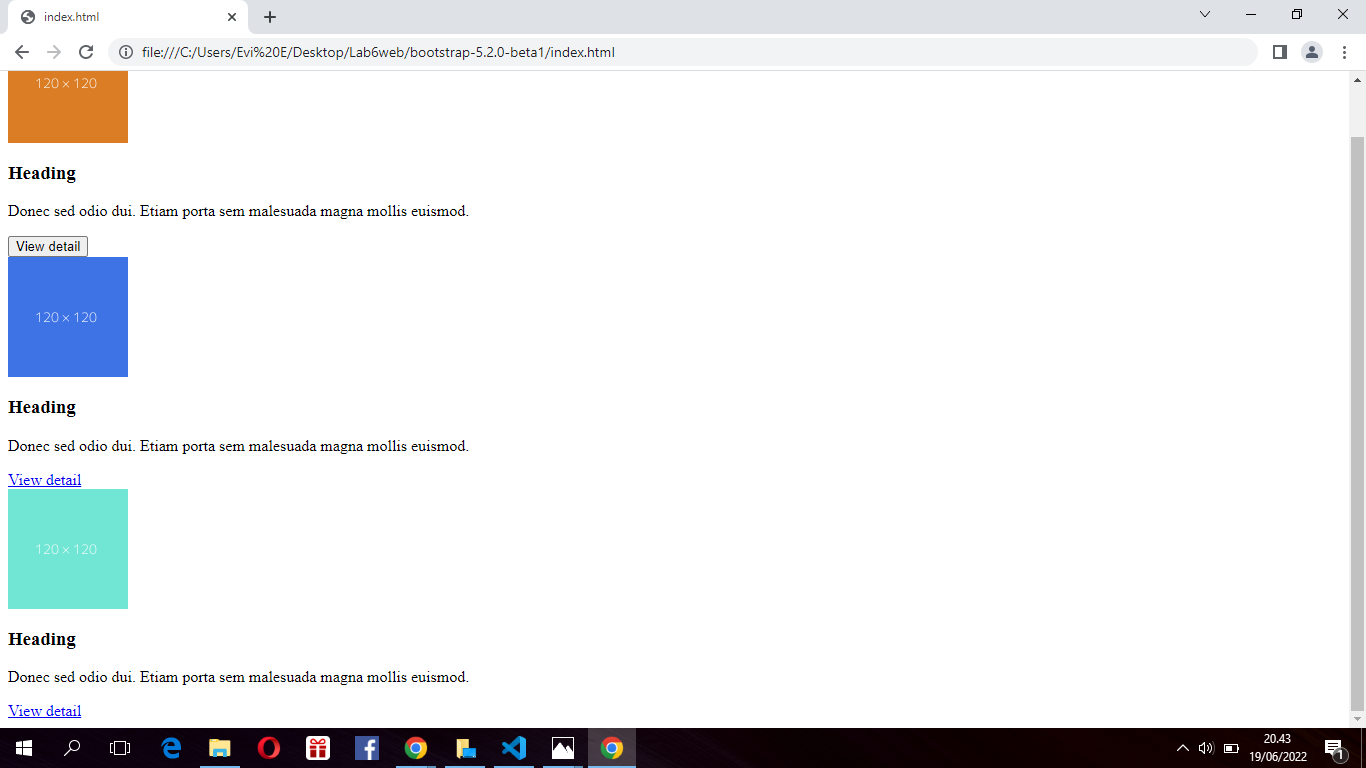 index.html
file:///C:/Users/Evi%20E/Desktop/Lab6web/bootstrap-5.2.0-beta1/index.html
120 × 120
Heading
Donec sed odio dui. Etiam porta sem malesuada magna mollis euismod.
View detail
120 × 120
Heading
Donec sed odio dui. Etiam porta sem malesuada magna mollis euismod.
View detail
120 × 120
Heading
Donec sed odio dui. Etiam porta sem malesuada magna mollis euismod.
View detail
20.43
19/06/2022
1